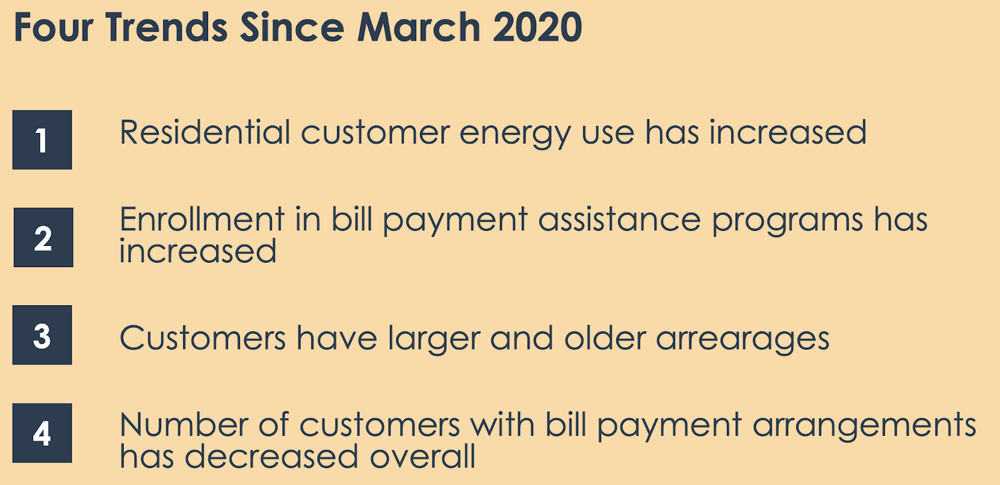 Four Trends Since March 2020
1
Residential customer energy use has increased
2
Enrollment in bill payment assistance programs has
increased
3
Customers have larger and older arrearages
4
Number of customers with bill payment arrangements
has decreased overall